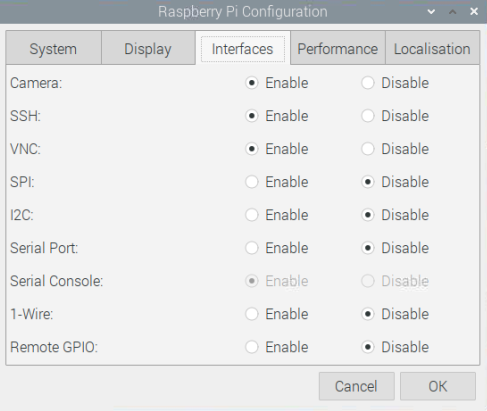 Raspberry Pi Configuration
System Display Interfaces Performance Localisation
Camera: Enable Disable
SSH: Enable Disable
VNC: Enable Disable
SPI: Enable Disable
I2C: Enable Disable
Serial Port: Enable Disable
Serial Console: Enable Disable
1-Wire: Enable Disable
Remote GPIO: Enable Disable
Cancel OK